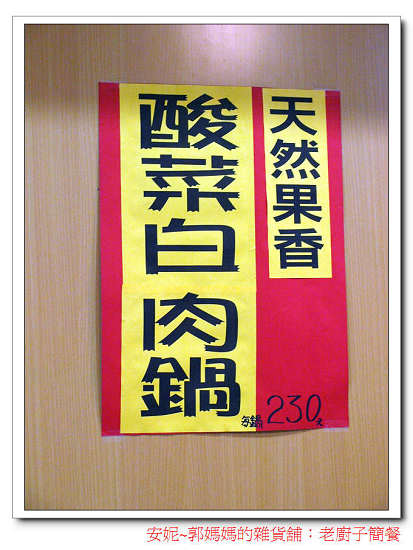 天然果香
酸菜白肉鍋
每鍋230元
安妮~郭媽媽的雜貨舖：老廚子簡餐